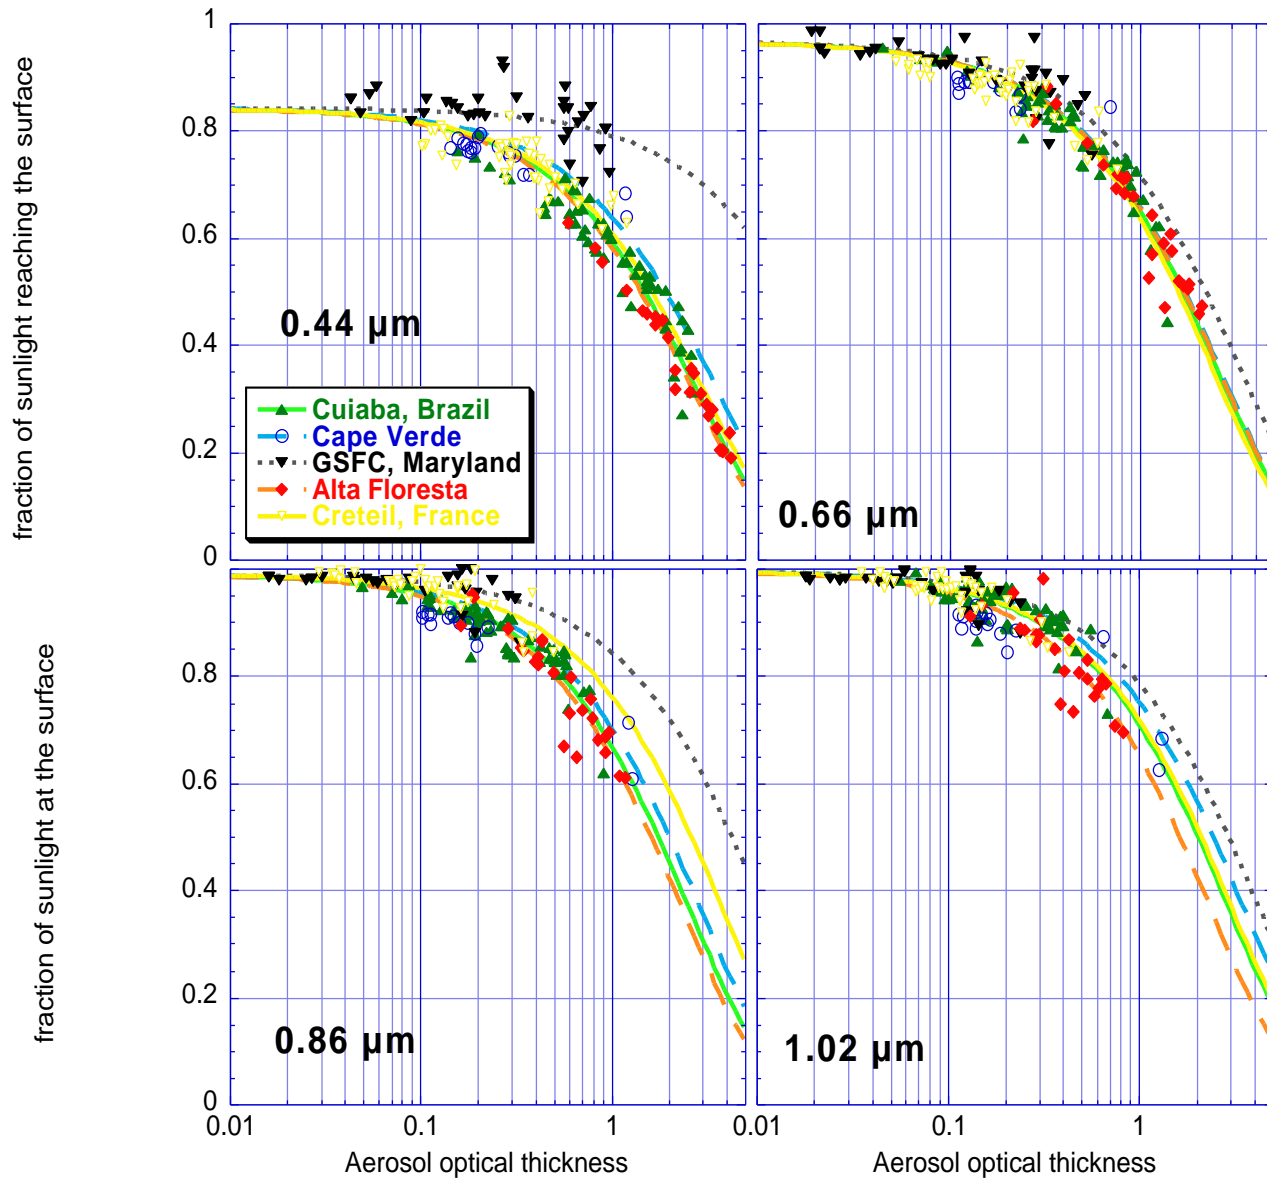 fraction of sunlight reaching the surface
1
0.8
0.6
0.4
0.2
0
0.44 µm
Cuiaba, Brazil
Cape Verde
GSFC, Maryland
Alta Floresta
Creteil, France
0.66 µm
fraction of sunlight at the surface
0.8
0.6
0.4
0.2
0
0.86 µm
1.02 µm
0.01
0.1
1
0.01
0.1
1
Aerosol optical thickness
Aerosol optical thickness